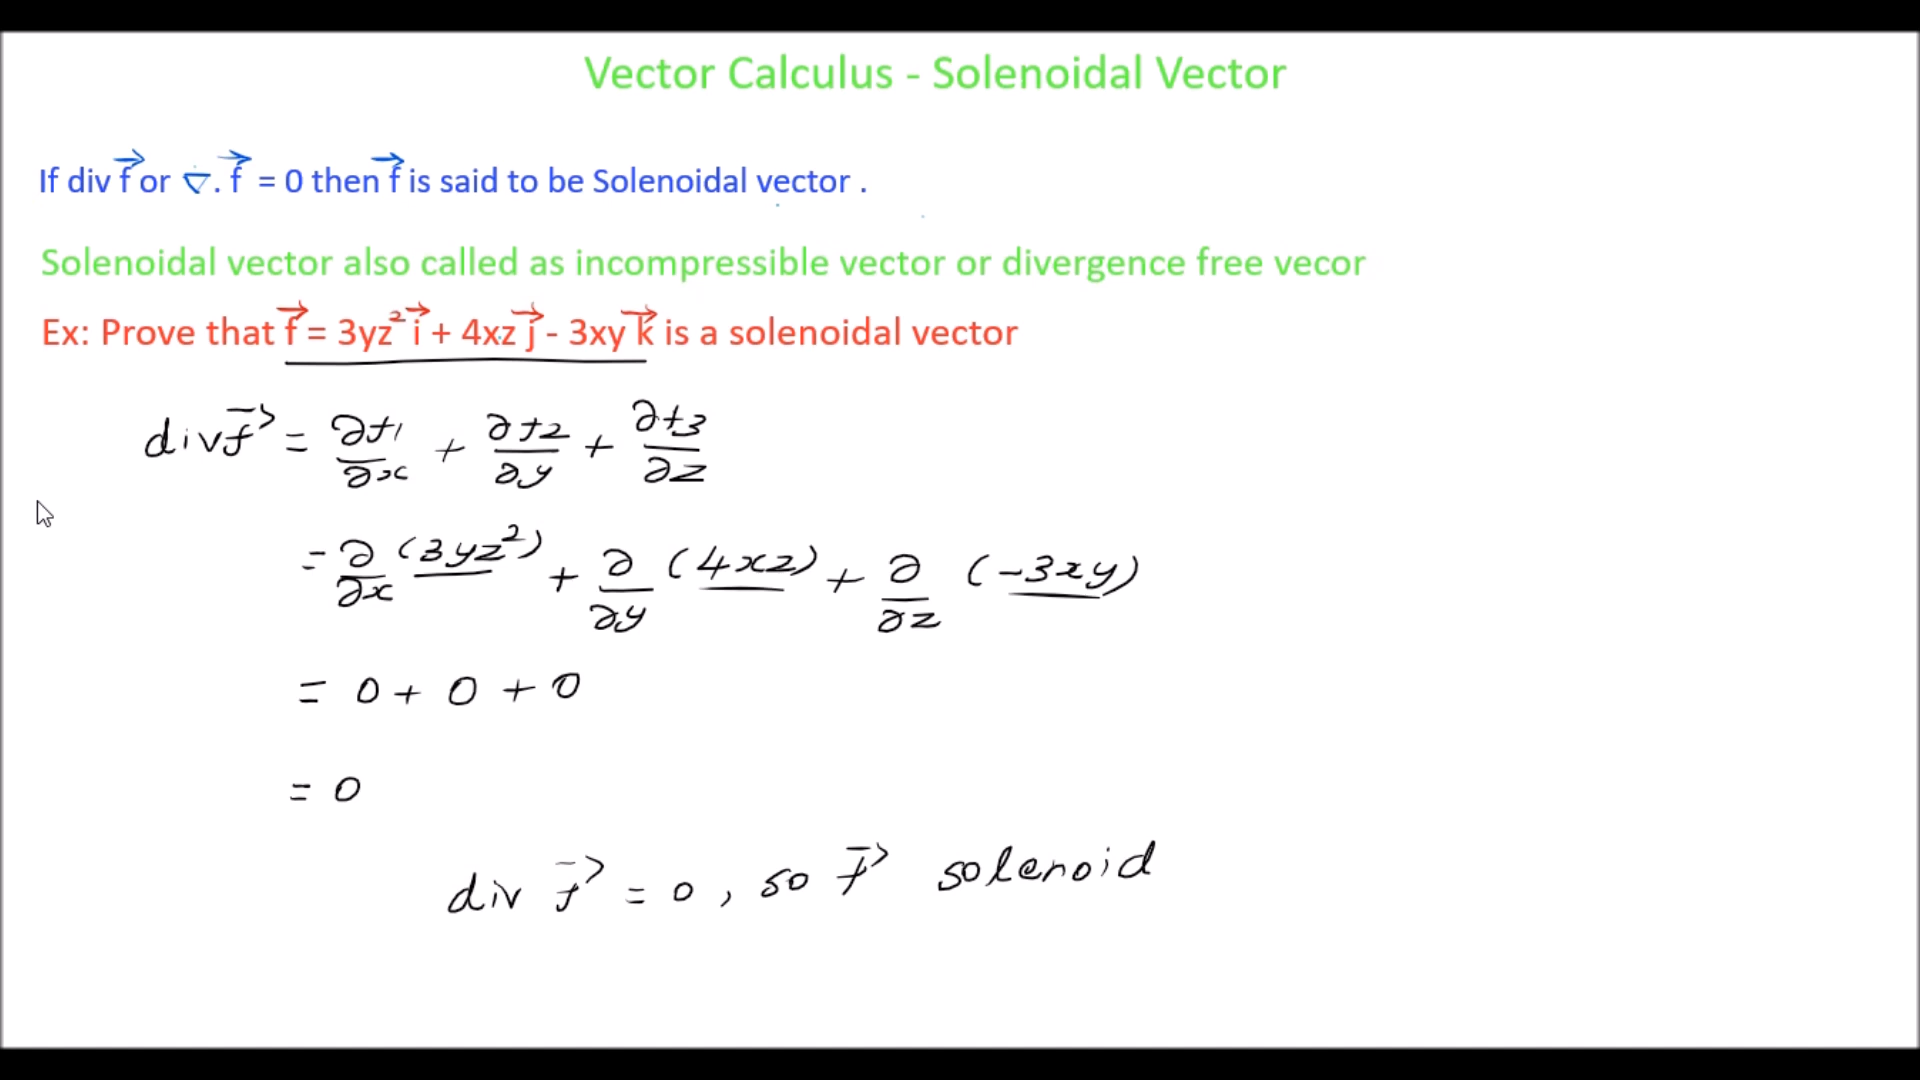 Vector Calculus - Solenoidal Vector
If div f⃗ or ∇. f⃗ = 0 then f⃗ is said to be Solenoidal vector .
Solenoidal vector also called as incompressible vector or divergence free vecor
Ex: Prove that f⃗ = 3yz² i⃗ + 4xz j⃗ - 3xy k⃗ is a solenoidal vector
div f⃗ = ∂f1/∂x + ∂f2/∂y + ∂f3/∂z
= ∂/∂x (3yz²) + ∂/∂y (4xz) + ∂/∂z (-3xy)
= 0 + 0 + 0
= 0
div f⃗ = 0 , so f⃗ solenoid